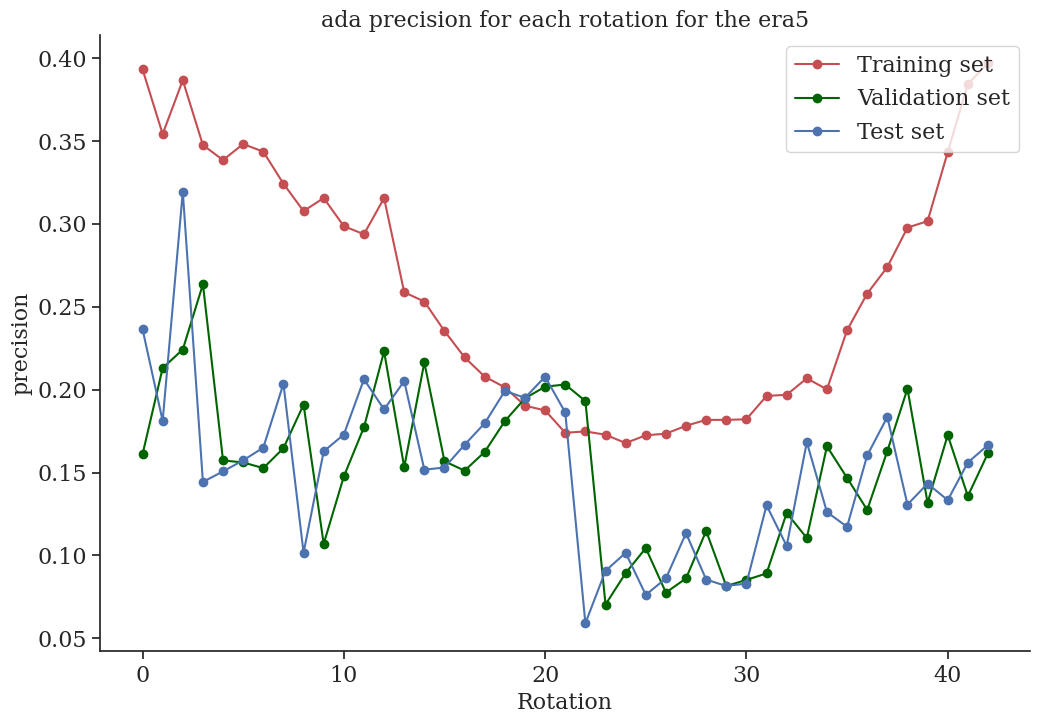 ada precision for each rotation for the era5
Training set
Validation set
Test set
precision
0.40
0.35
0.30
0.25
0.20
0.15
0.10
0.05
0 10 20 30 40
Rotation